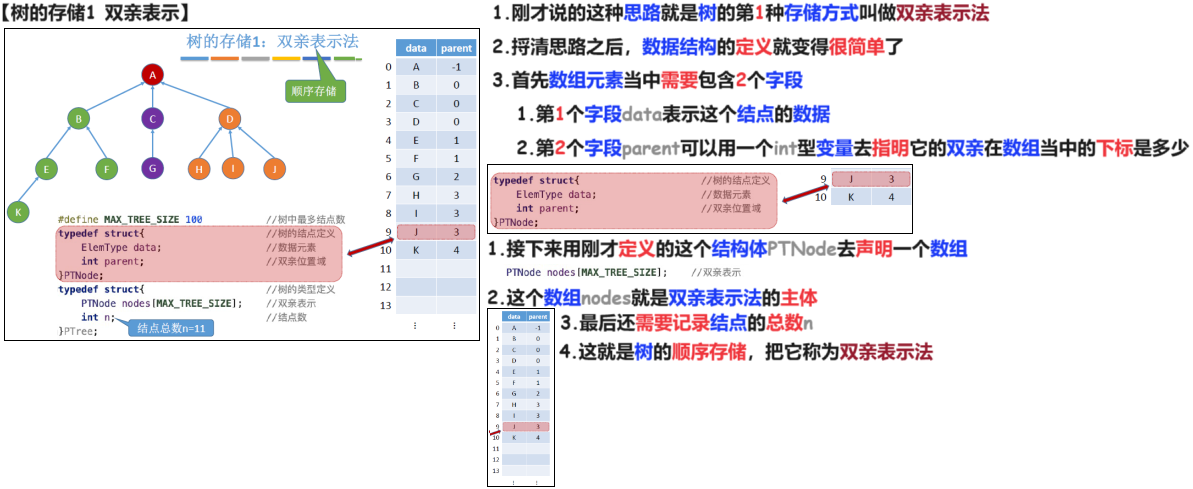 【树的存储1 双亲表示】
树的存储1：双亲表示法
顺序存储
A
B
C
D
E
F
G
H
I
J
K
data parent
0 A -1
1 B 0
2 C 0
3 D 0
4 E 1
5 F 1
6 G 2
7 H 3
8 I 3
9 J 3
10 K 4
11
12
13
⋮ ⋮
#define MAX_TREE_SIZE 100 //树中最多结点数
typedef struct{ //树的结点定义
ElemType data; //数据元素
int parent; //双亲位置域
}PTNode;
typedef struct{ //树的类型定义
PTNode nodes[MAX_TREE_SIZE]; //双亲表示
int n; //结点数
}PTree;
结点总数n=11
1.刚才说的这种思路就是树的第1种存储方式叫做双亲表示法
2.捋清思路之后，数据结构的定义就变得很简单了
3.首先数组元素当中需要包含2个字段
1.第1个字段data表示这个结点的数据
2.第2个字段parent可以用一个int型变量去指明它的双亲在数组当中的下标是多少
typedef struct{ //树的结点定义
ElemType data; //数据元素
int parent; //双亲位置域
}PTNode;
9 J 3
10 K 4
1.接下来用刚才定义的这个结构体PTNode去声明一个数组
PTNode nodes[MAX_TREE_SIZE]; //双亲表示
2.这个数组nodes就是双亲表示法的主体
data parent
0 A -1
1 B 0
2 C 0
3 D 0
4 E 1
5 F 1
6 G 2
7 H 3
8 I 3
9 J 3
10 K 4
11
12
13
⋮ ⋮
3.最后还需要记录结点的总数n
4.这就是树的顺序存储，把它称为双亲表示法